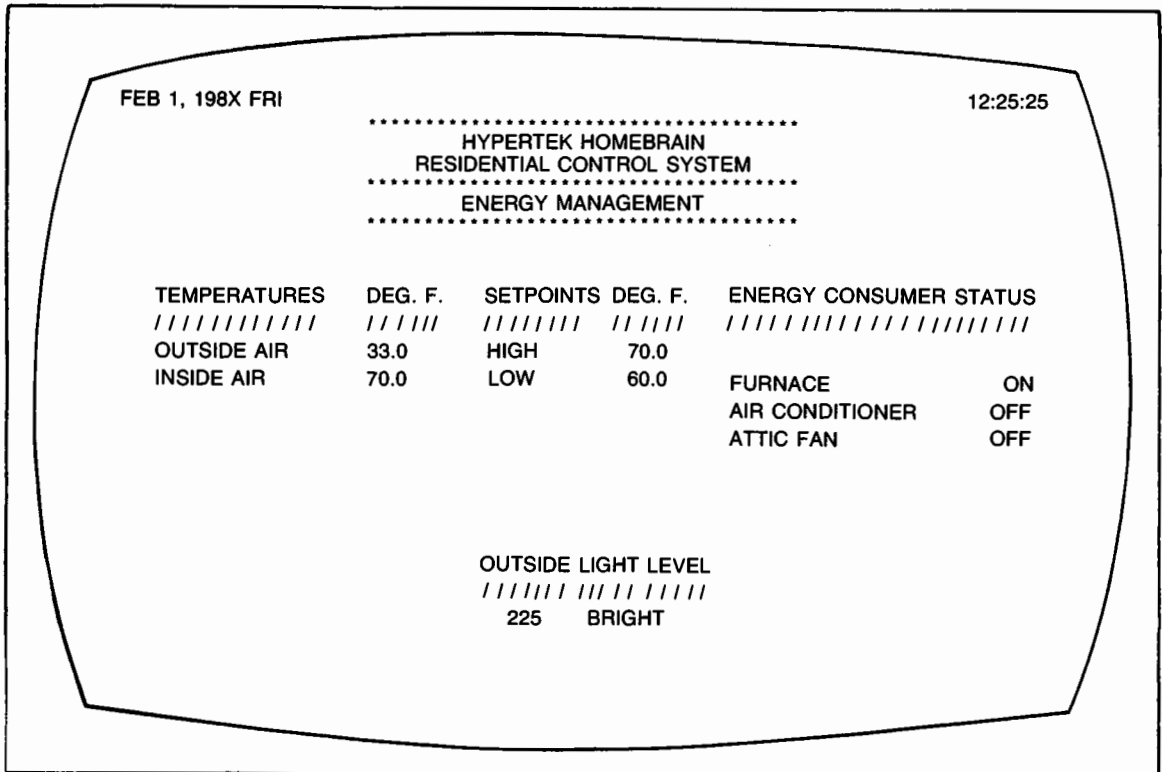 FEB 1, 198X FRI 12:25:25
***************************************
HYPERTEK HOMEBRAIN
RESIDENTIAL CONTROL SYSTEM
***************************************
ENERGY MANAGEMENT
***************************************
TEMPERATURES DEG. F. SETPOINTS DEG. F. ENERGY CONSUMER STATUS
//////////// ////// ///////// ////// //////////////////////
OUTSIDE AIR 33.0 HIGH 70.0
INSIDE AIR 70.0 LOW 60.0
FURNACE ON
AIR CONDITIONER OFF
ATTIC FAN OFF
OUTSIDE LIGHT LEVEL
/////// ///// /////
225 BRIGHT